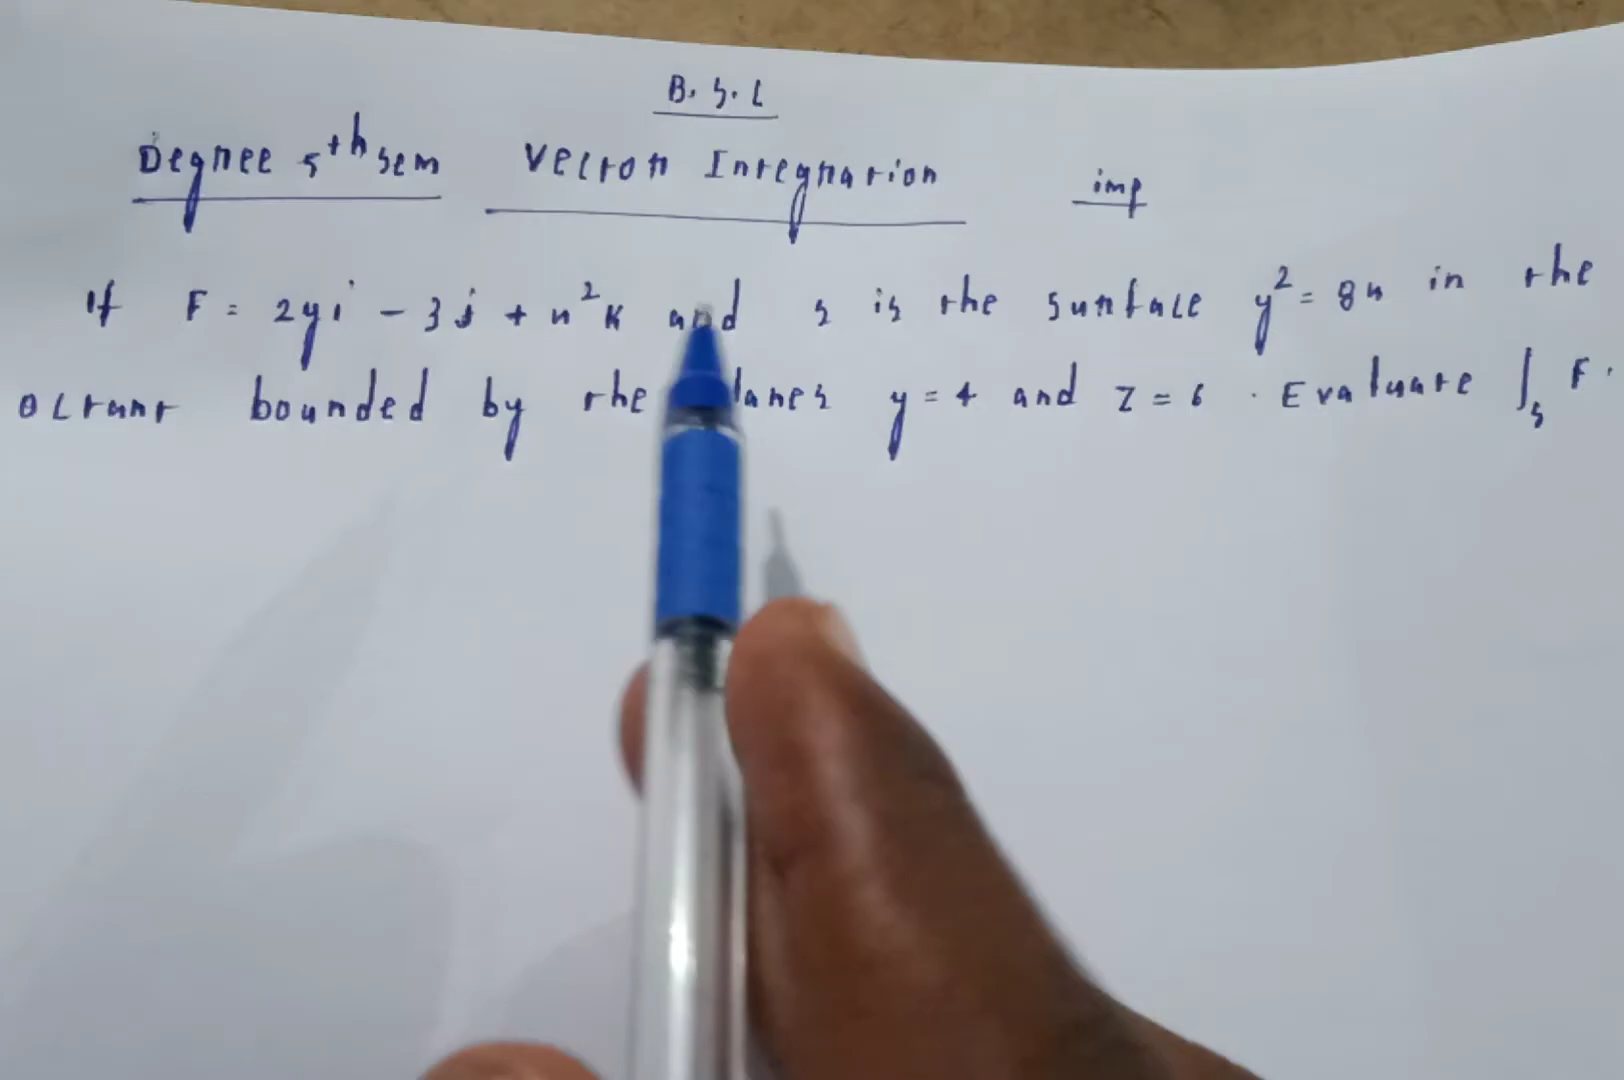 B.S.C
Degree 5th sem Vector Integration imp
If F = 2yi - 3j + x²K and s is the surface y² = 8x in the
octant bounded by the planes y = 4 and z = 6 . Evaluate ∫s F.